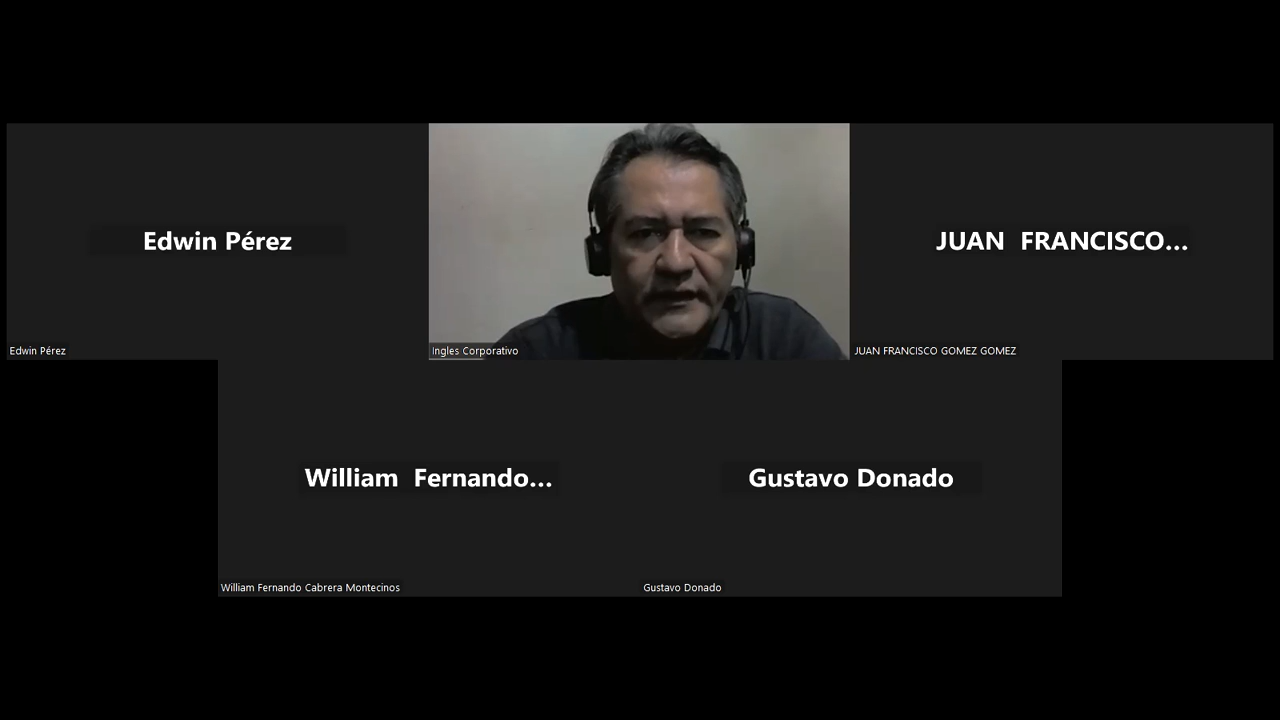 Edwin Pérez
JUAN FRANCISCO...
Edwin Pérez
Ingles Corporativo
JUAN FRANCISCO GOMEZ GOMEZ
William Fernando...
Gustavo Donado
William Fernando Cabrera Montecinos
Gustavo Donado